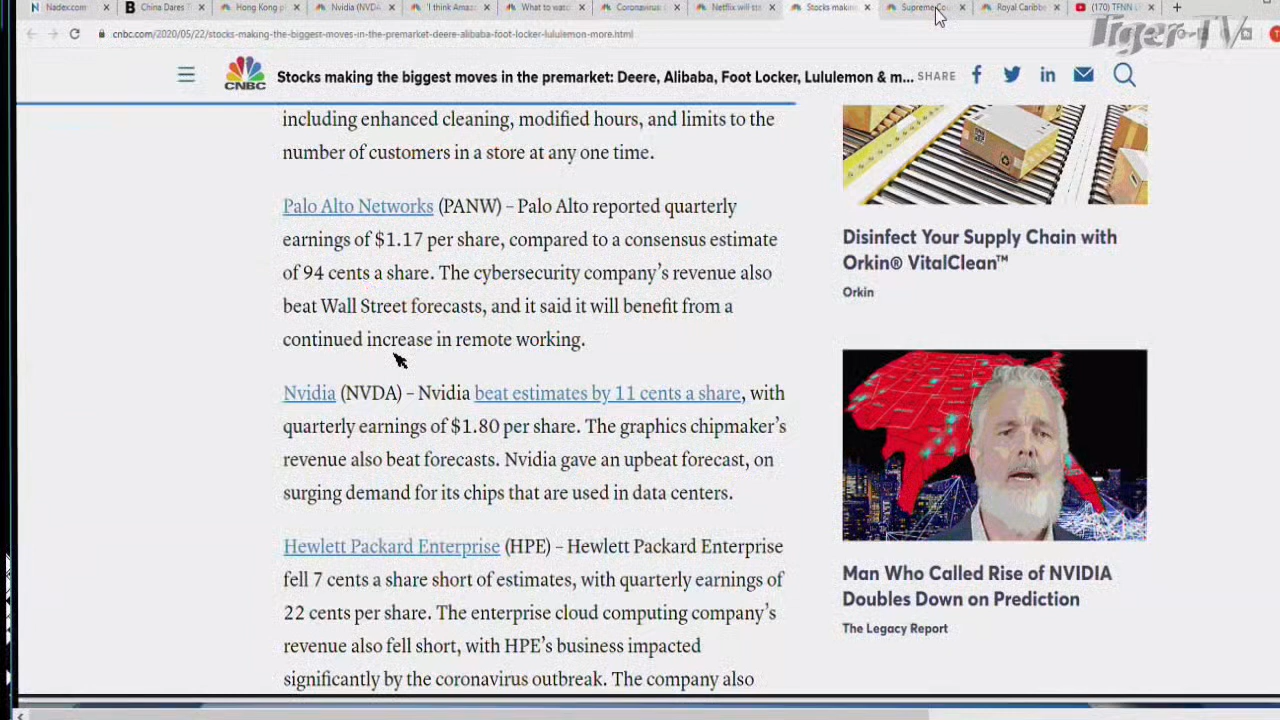 Nadex.com
China Dares T
Hong Kong p
Nvidia (NVDA
'I think Amaz
What to watc
Coronavirus
Netflix will sta
Stocks makin
Supreme Co
Royal Caribbe
(170) TFNN L
Tiger-TV
cnbc.com/2020/05/22/stocks-making-the-biggest-moves-in-the-premarket-deere-alibaba-foot-locker-lululemon-more.html
CNBC
Stocks making the biggest moves in the premarket: Deere, Alibaba, Foot Locker, Lululemon & m...
SHARE
including enhanced cleaning, modified hours, and limits to the
number of customers in a store at any one time.
Palo Alto Networks (PANW) – Palo Alto reported quarterly
earnings of $1.17 per share, compared to a consensus estimate
of 94 cents a share. The cybersecurity company's revenue also
beat Wall Street forecasts, and it said it will benefit from a
continued increase in remote working.
Nvidia (NVDA) – Nvidia beat estimates by 11 cents a share, with
quarterly earnings of $1.80 per share. The graphics chipmaker's
revenue also beat forecasts. Nvidia gave an upbeat forecast, on
surging demand for its chips that are used in data centers.
Hewlett Packard Enterprise (HPE) – Hewlett Packard Enterprise
fell 7 cents a share short of estimates, with quarterly earnings of
22 cents per share. The enterprise cloud computing company's
revenue also fell short, with HPE's business impacted
significantly by the coronavirus outbreak. The company also
Disinfect Your Supply Chain with
Orkin® VitalClean™
Orkin
Man Who Called Rise of NVIDIA
Doubles Down on Prediction
The Legacy Report